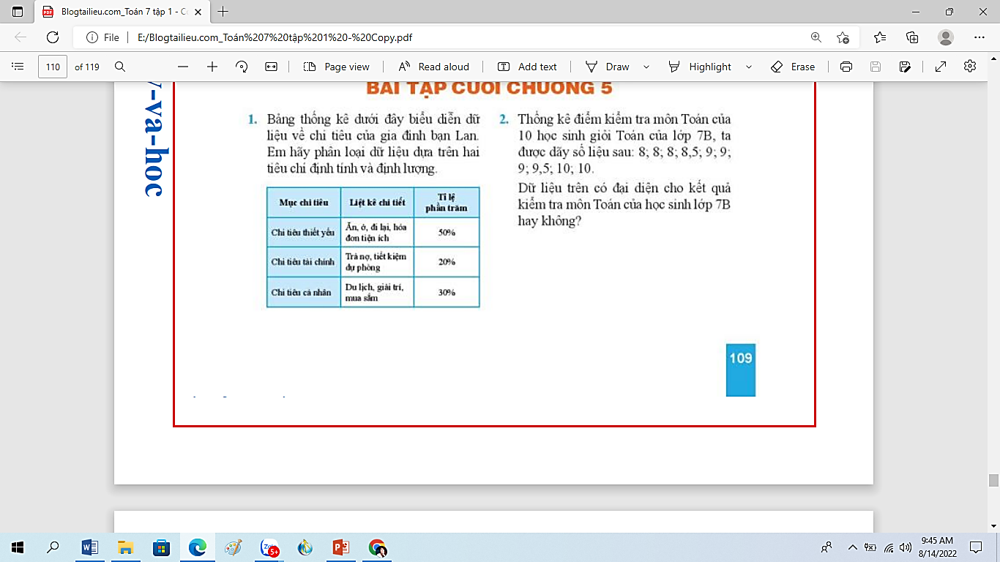 Blogtailieu.com_Toán 7 tập 1 - C
File
E:/Blogtailieu.com_Toán%207%20tập%201%20-%20Copy.pdf
110 of 119
Page view
Read aloud
Add text
Draw
Highlight
Erase
y-va-hoc
BÀI TẬP CUỐI CHƯƠNG 5
1. Bảng thống kê dưới đây biểu diễn dữ
liệu về chi tiêu của gia đình bạn Lan.
Em hãy phân loại dữ liệu dựa trên hai
tiêu chí định tính và định lượng.
Mục chi tiêu
Liệt kê chi tiết
Tỉ lệ
phần trăm
Chi tiêu thiết yếu
Ăn, ở, đi lại, hóa
đơn tiện ích
50%
Chi tiêu tài chính
Trả nợ, tiết kiệm
dự phòng
20%
Chi tiêu cá nhân
Du lịch, giải trí,
mua sắm
30%
2. Thống kê điểm kiểm tra môn Toán của
10 học sinh giỏi Toán của lớp 7B, ta
được dãy số liệu sau: 8; 8; 8; 8,5; 9; 9;
9; 9,5; 10; 10.
Dữ liệu trên có đại diện cho kết quả
kiểm tra môn Toán của học sinh lớp 7B
hay không?
109
5+
9:45 AM
8/14/2022